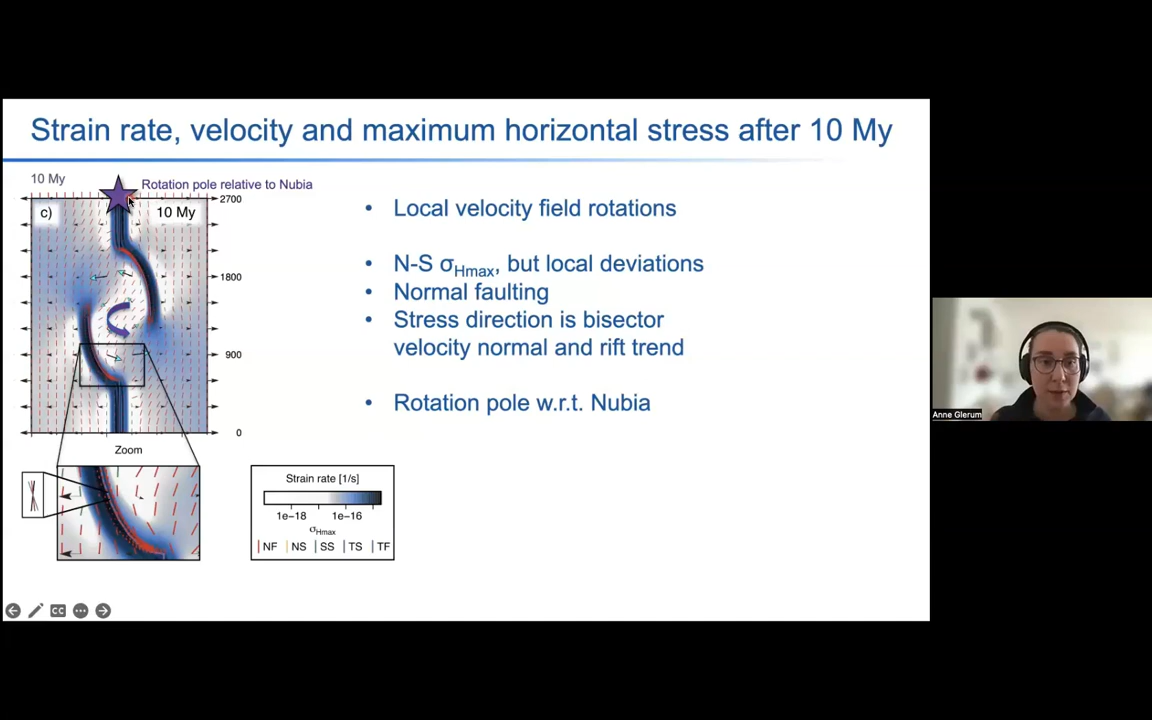 Strain rate, velocity and maximum horizontal stress after 10 My
10 My
Rotation pole relative to Nubia
2700
c)
10 My
1800
900
0
Zoom
Strain rate [1/s]
1e−18
1e−16
σHmax
NF
NS
SS
TS
TF
• Local velocity field rotations
• N-S σHmax, but local deviations
• Normal faulting
• Stress direction is bisector
velocity normal and rift trend
• Rotation pole w.r.t. Nubia
CC
Anne Glerum